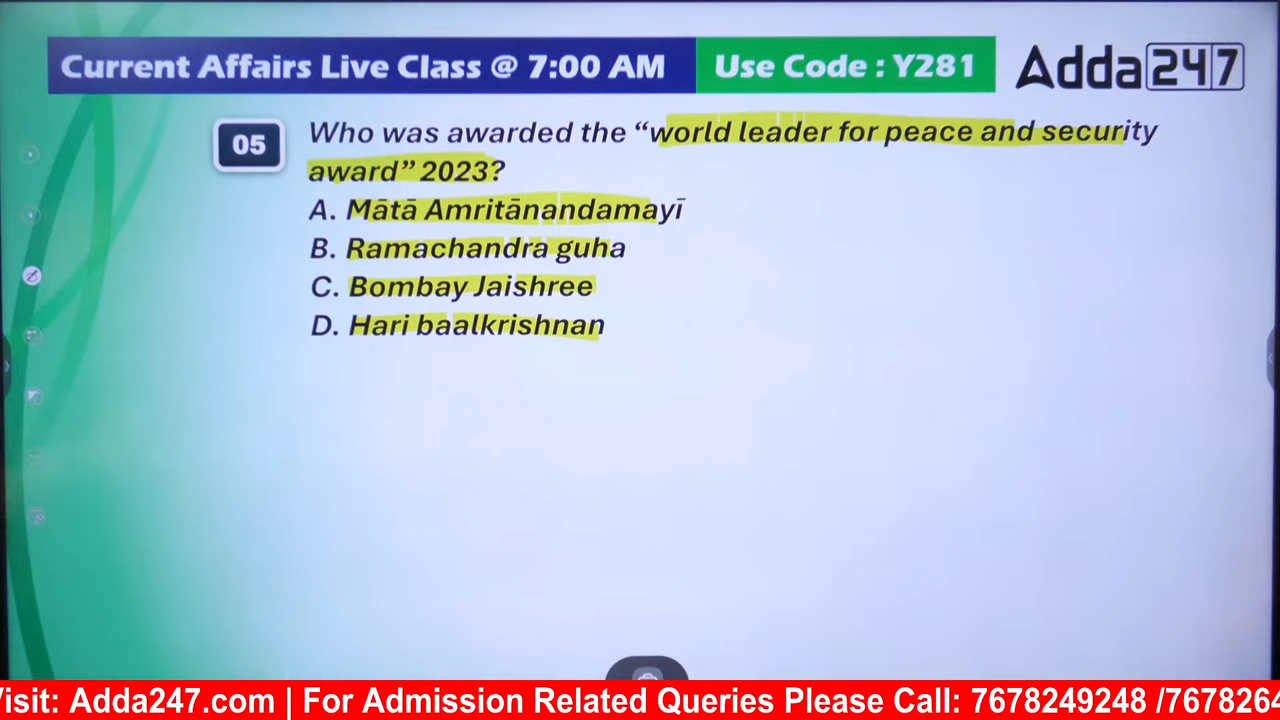 Current Affairs Live Class @ 7:00 AM
Use Code : Y281
Adda247
05
Who was awarded the “world leader for peace and security
award” 2023?
A. Mātā Amritānandamayī
B. Ramachandra guha
C. Bombay Jaishree
D. Hari baalkrishnan
Visit: Adda247.com | For Admission Related Queries Please Call: 7678249248 /7678264